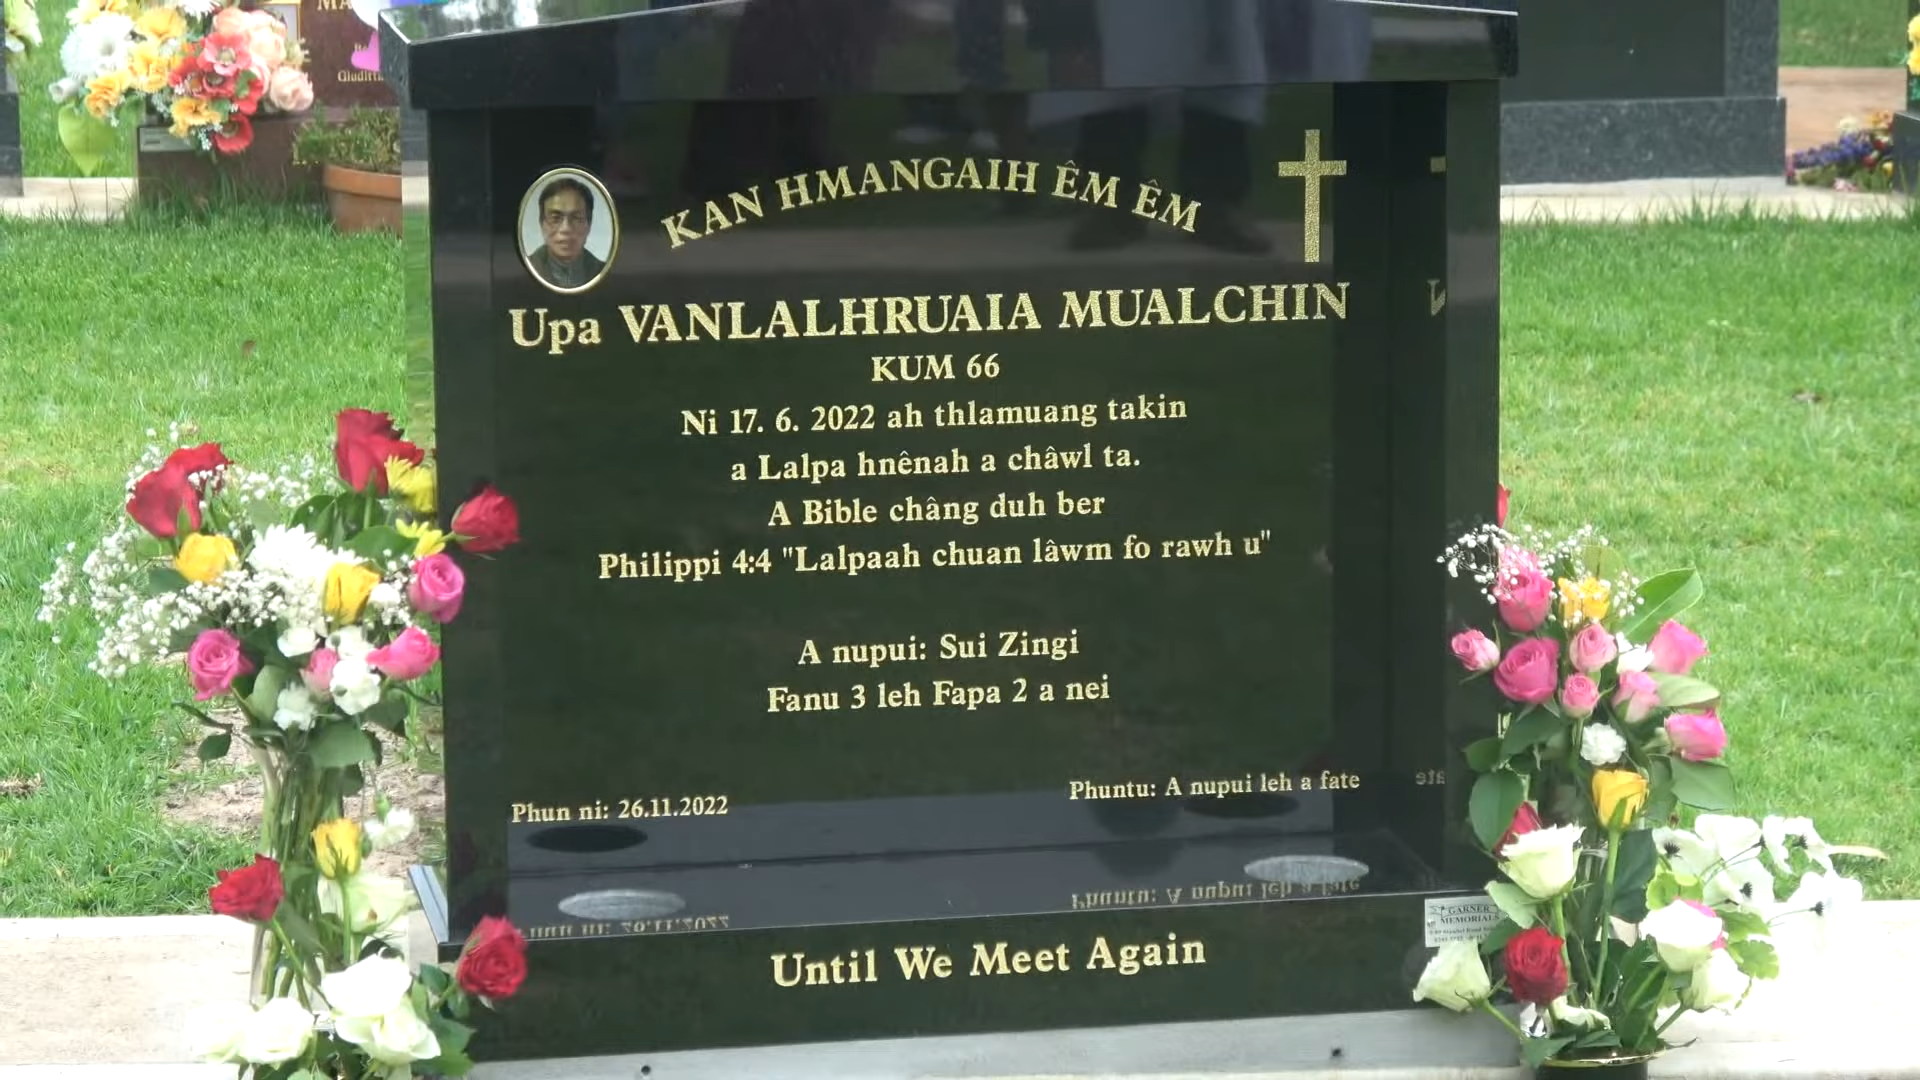 KAN HMANGAIH ÊM ÊM
Upa VANLALHRUAIA MUALCHIN
KUM 66
Ni 17. 6. 2022 ah thlamuang takin
a Lalpa hnênah a châwl ta.
A Bible châng duh ber
Philippi 4:4 "Lalpaah chuan lâwm fo rawh u"
A nupui: Sui Zingi
Fanu 3 leh Fapa 2 a nei
Phun ni: 26.11.2022
Phuntu: A nupui leh a fate
Until We Meet Again
GARNER
MEMORIALS